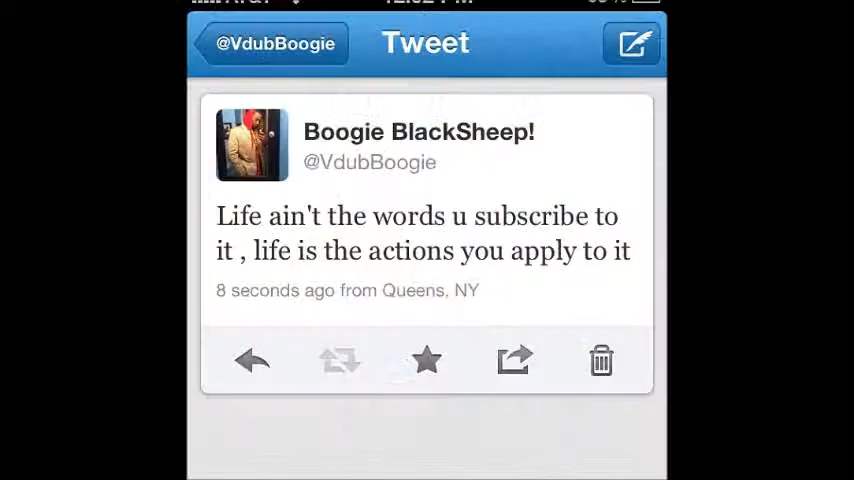 @VdubBoogie
Tweet
Boogie BlackSheep!
@VdubBoogie
Life ain't the words u subscribe to
it , life is the actions you apply to it
8 seconds ago from Queens, NY